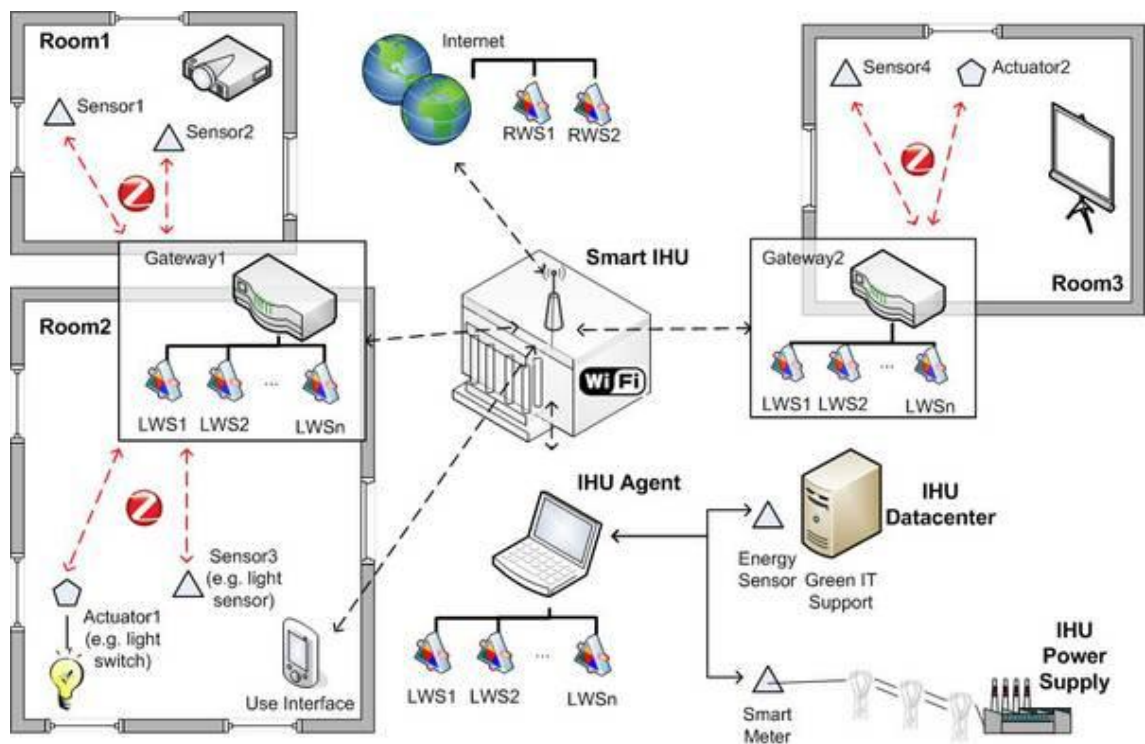 Room1
Sensor1
Sensor2
Z
Internet
RWS1
RWS2
Sensor4
Actuator2
Z
Room3
Gateway1
LWS1
LWS2
...
LWSn
Smart IHU
WiFi
Gateway2
LWS1
LWS2
...
LWSn
Room2
Z
Sensor3
(e.g. light
sensor)
Actuator1
(e.g. light
switch)
Use Interface
IHU Agent
LWS1
LWS2
...
LWSn
IHU
Datacenter
Energy
Sensor
Green IT
Support
IHU
Power
Supply
Smart
Meter